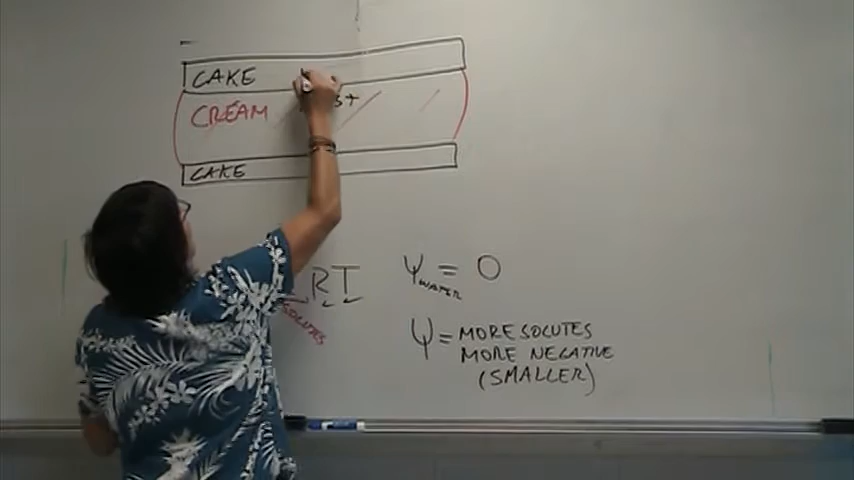 CAKE
CREAM
CAKE
RT
SOLUTES
Ψ WATER = 0
Ψ = MORE SOLUTES
MORE NEGATIVE
(SMALLER)